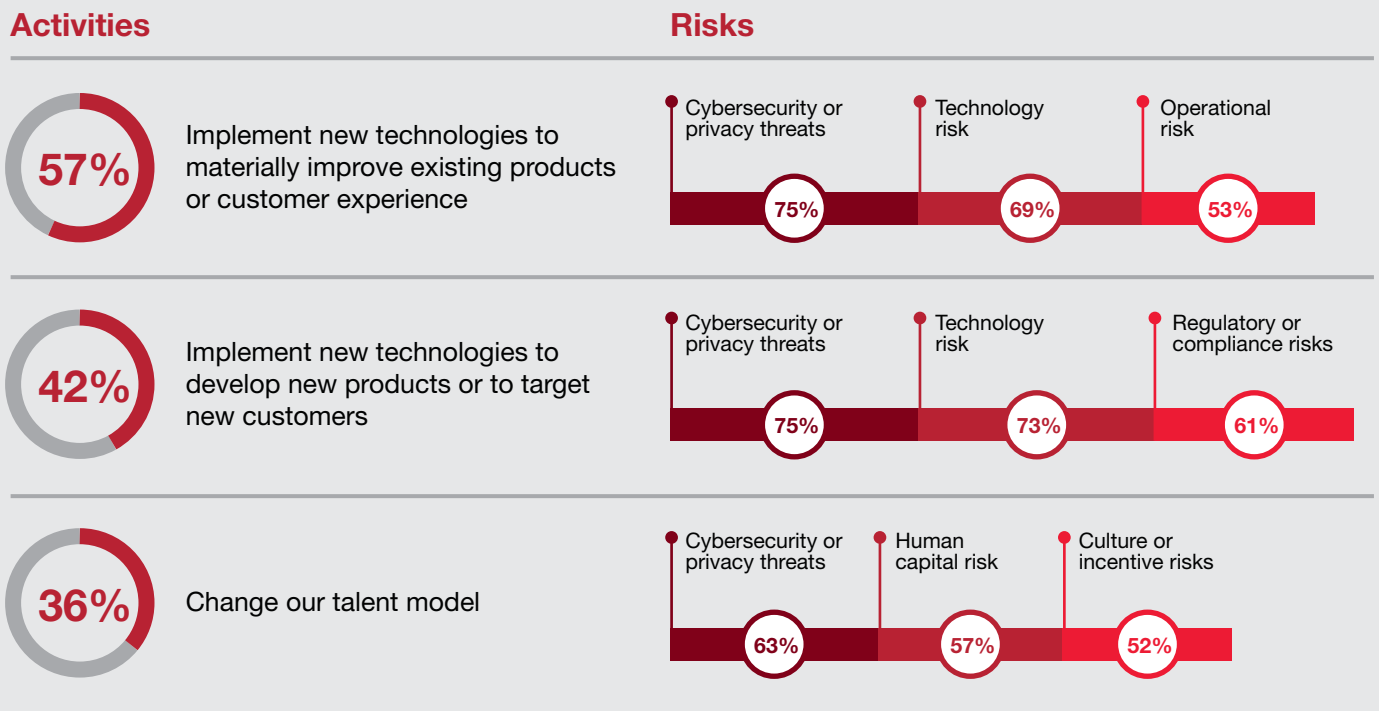 Activities
Risks
57%
Implement new technologies to
materially improve existing products
or customer experience
Cybersecurity or
privacy threats
Technology
risk
Operational
risk
75%
69%
53%
42%
Implement new technologies to
develop new products or to target
new customers
Cybersecurity or
privacy threats
Technology
risk
Regulatory or
compliance risks
75%
73%
61%
36%
Change our talent model
Cybersecurity or
privacy threats
Human
capital risk
Culture or
incentive risks
63%
57%
52%